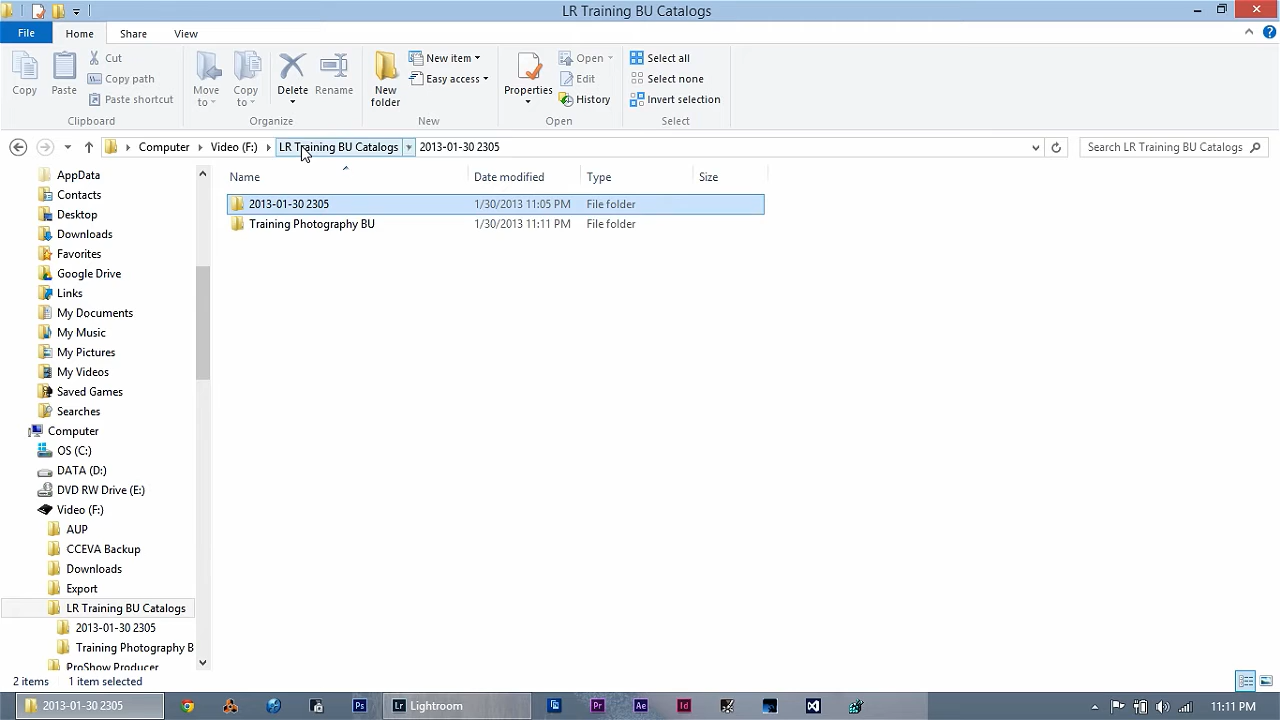 LR Training BU Catalogs
File Home Share View
Copy Paste Cut Copy path Paste shortcut Clipboard
Move to Copy to Delete Rename Organize
New folder New item Easy access New
Properties Open Edit History Open
Select all Select none Invert selection Select
Computer Video (F:) LR Training BU Catalogs 2013-01-30 2305 Search LR Training BU Catalogs
Name Date modified Type Size
2013-01-30 2305 1/30/2013 11:05 PM File folder
Training Photography BU 1/30/2013 11:11 PM File folder
AppData
Contacts
Desktop
Downloads
Favorites
Google Drive
Links
My Documents
My Music
My Pictures
My Videos
Saved Games
Searches
Computer
OS (C:)
DATA (D:)
DVD RW Drive (E:)
Video (F:)
AUP
CCEVA Backup
Downloads
Export
LR Training BU Catalogs
2013-01-30 2305
Training Photography B
ProShow Producer
2 items 1 item selected
2013-01-30 2305 Ps Lr Lightroom Pr Ae Id 11:11 PM